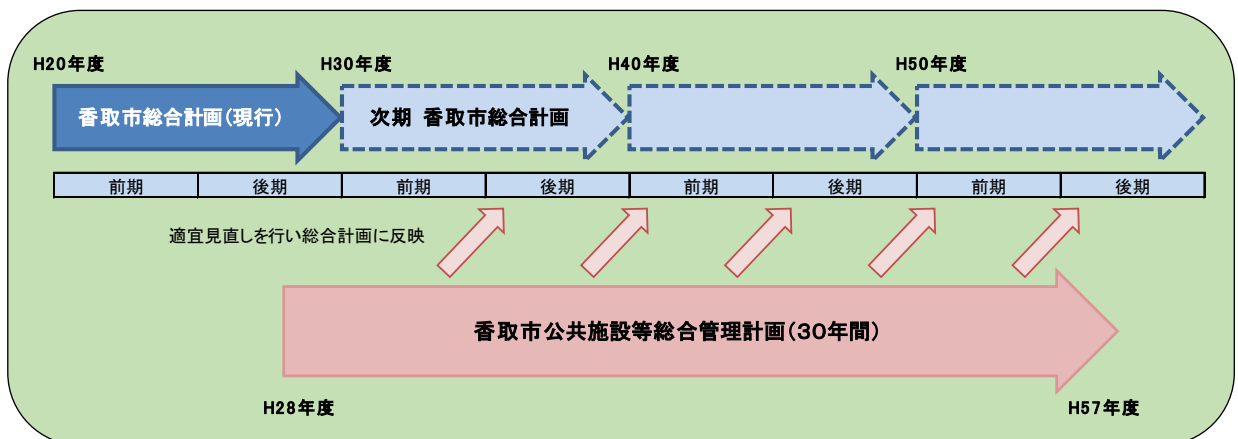 H20年度
H30年度
H40年度
H50年度
香取市総合計画(現行)
次期 香取市総合計画
前期
後期
前期
後期
前期
後期
前期
後期
適宜見直しを行い総合計画に反映
香取市公共施設等総合管理計画(30年間)
H28年度
H57年度